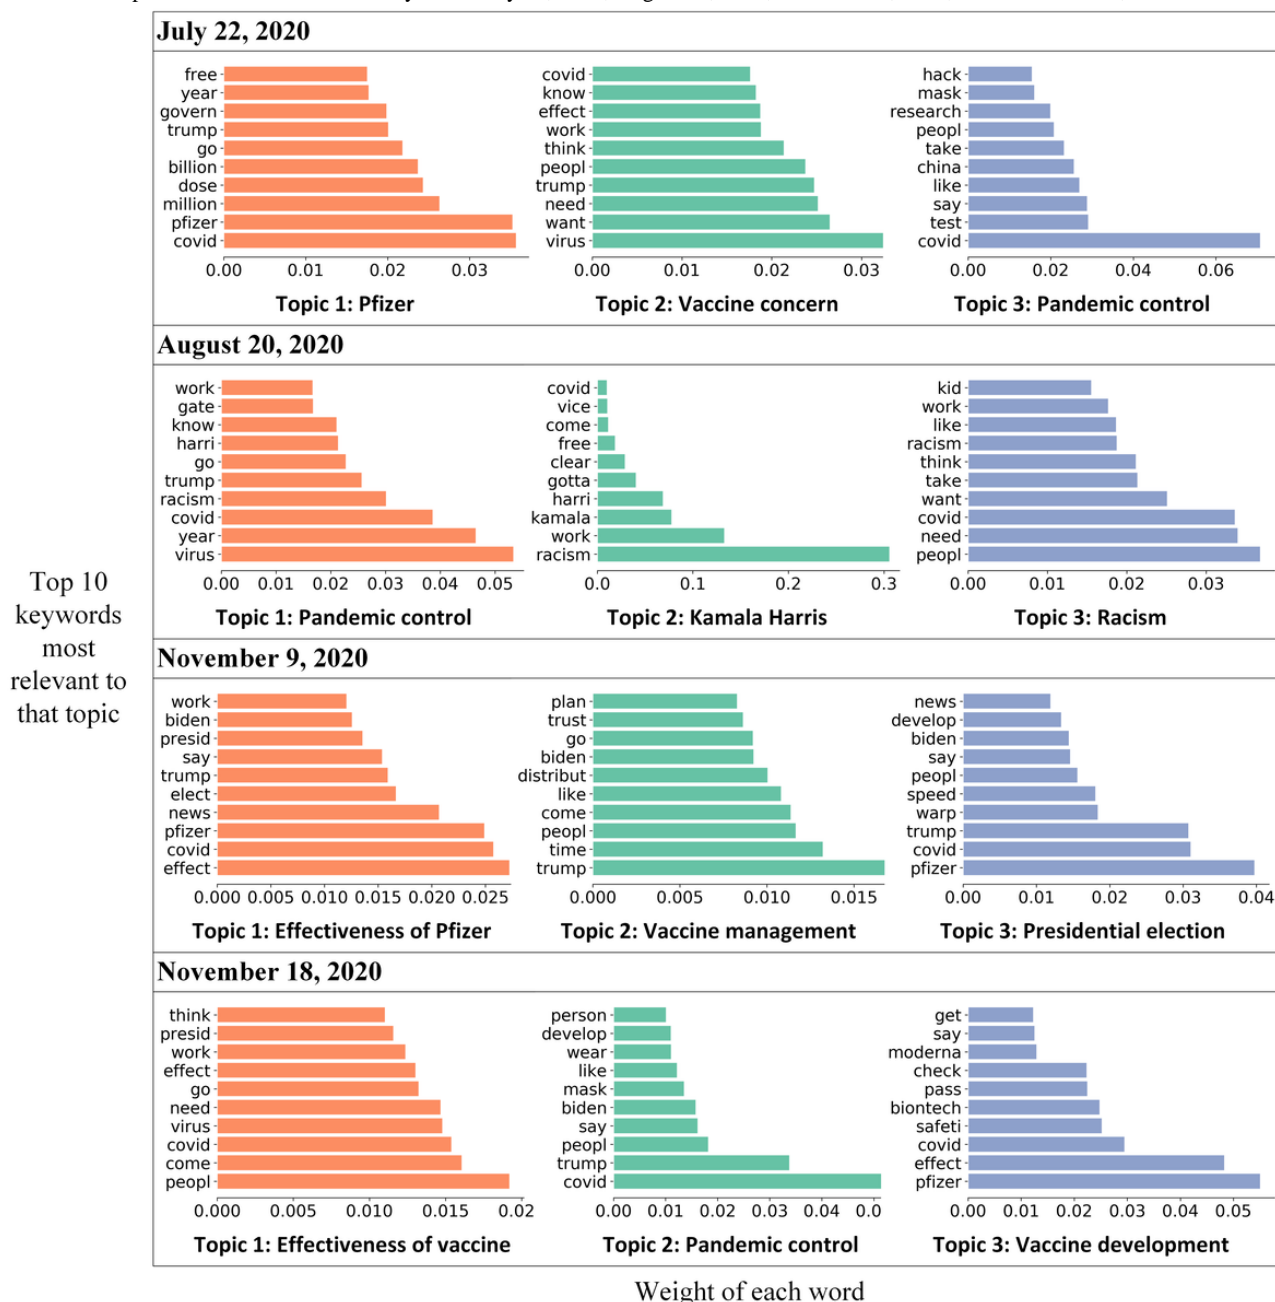 July 22, 2020
free
year
govern
trump
go
billion
dose
million
pfizer
covid
0.00 0.01 0.02 0.03
Topic 1: Pfizer
covid
know
effect
work
think
peopl
trump
need
want
virus
0.00 0.01 0.02 0.03
Topic 2: Vaccine concern
hack
mask
research
peopl
take
china
like
say
test
covid
0.00 0.02 0.04 0.06
Topic 3: Pandemic control
August 20, 2020
work
gate
know
harri
go
trump
racism
covid
year
virus
0.00 0.01 0.02 0.03 0.04 0.05
Topic 1: Pandemic control
covid
vice
come
free
clear
gotta
harri
kamala
work
racism
0.0 0.1 0.2 0.3
Topic 2: Kamala Harris
kid
work
like
racism
think
take
want
covid
need
peopl
0.00 0.01 0.02 0.03
Topic 3: Racism
Top 10
keywords
most
relevant to
that topic
November 9, 2020
work
biden
presid
say
trump
elect
news
pfizer
covid
effect
0.000 0.005 0.010 0.015 0.020 0.025
Topic 1: Effectiveness of Pfizer
plan
trust
go
biden
distribut
like
come
peopl
time
trump
0.000 0.005 0.010 0.015
Topic 2: Vaccine management
news
develop
biden
say
peopl
speed
warp
trump
covid
pfizer
0.00 0.01 0.02 0.03 0.04
Topic 3: Presidential election
November 18, 2020
think
presid
work
effect
go
need
virus
covid
come
peopl
0.000 0.005 0.010 0.015 0.02
Topic 1: Effectiveness of vaccine
person
develop
wear
like
mask
biden
say
peopl
trump
covid
0.00 0.01 0.02 0.03 0.04 0.0
Topic 2: Pandemic control
get
say
moderna
check
pass
biontech
safeti
covid
effect
pfizer
0.00 0.01 0.02 0.03 0.04 0.05
Topic 3: Vaccine development
Weight of each word